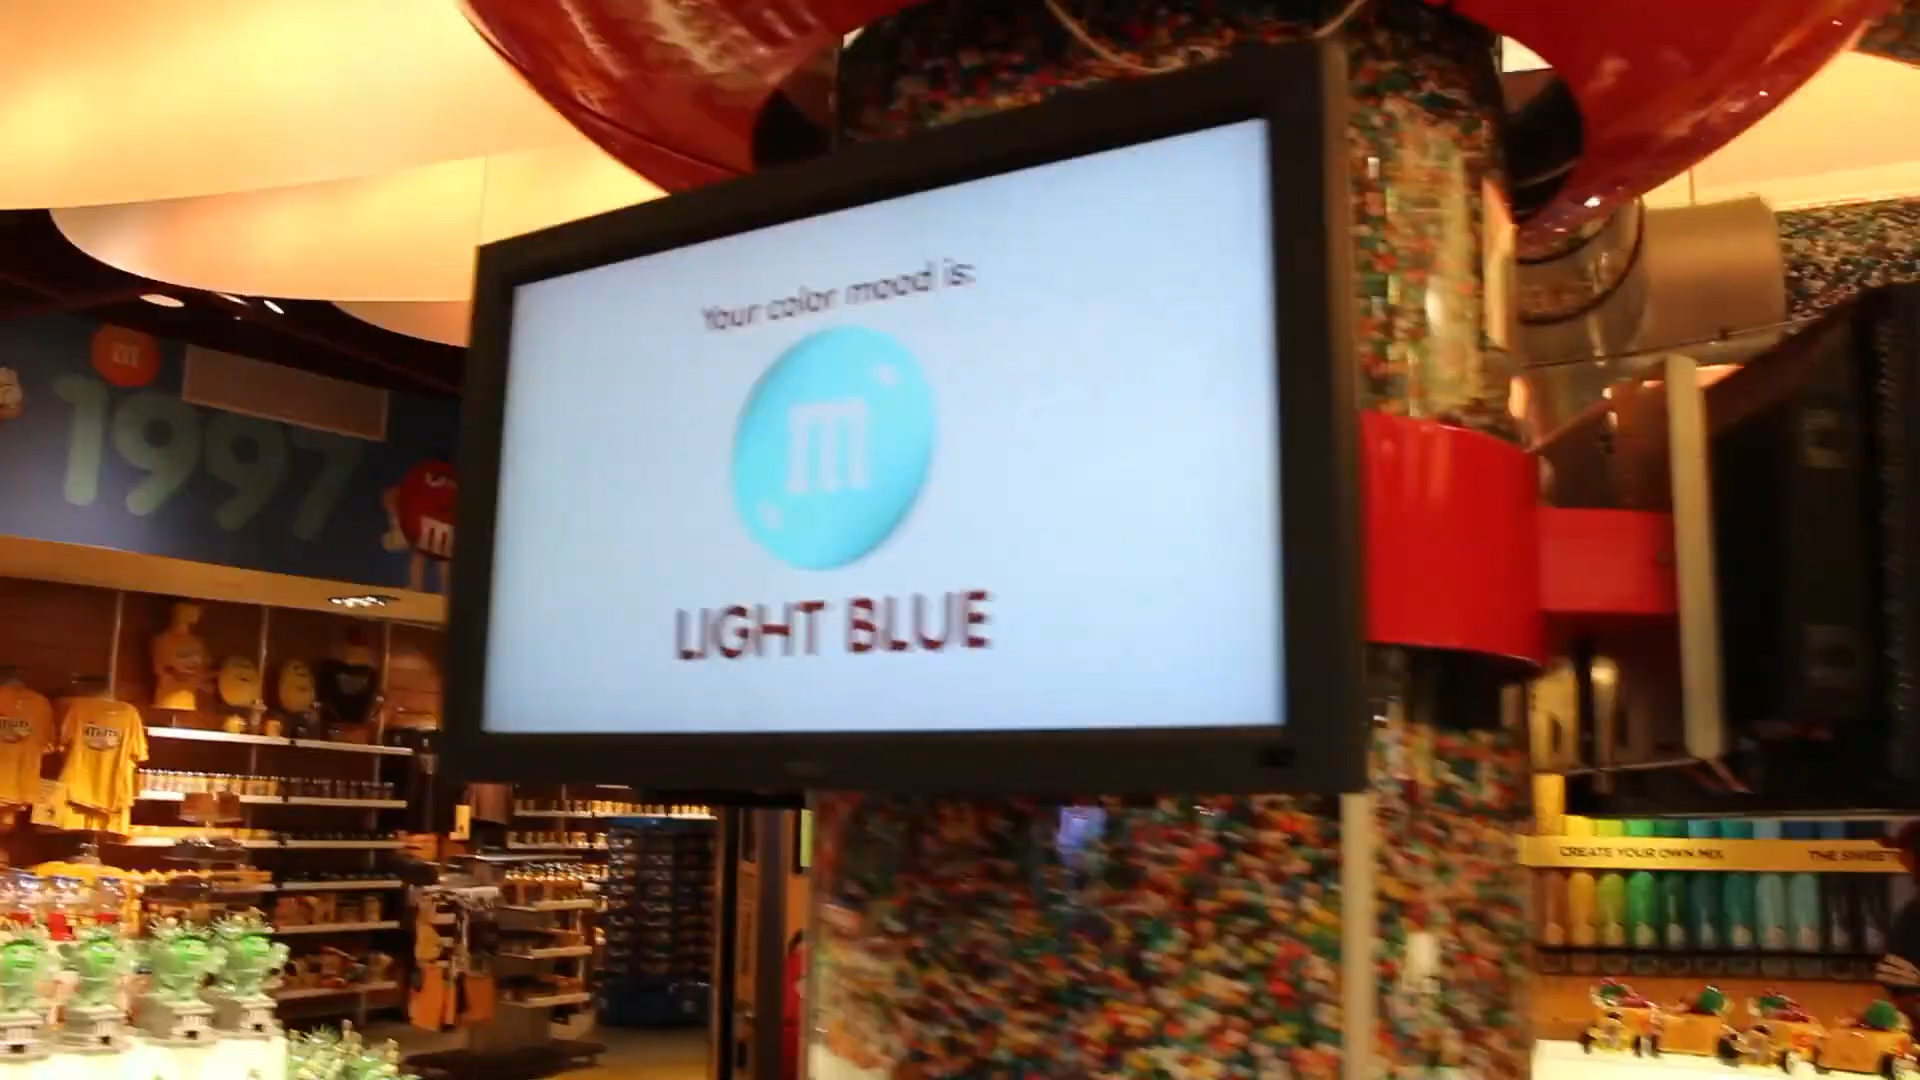 Your color mood is:
m
LIGHT BLUE
m
1997
m
CREATE YOUR OWN MIX
THE SWEET